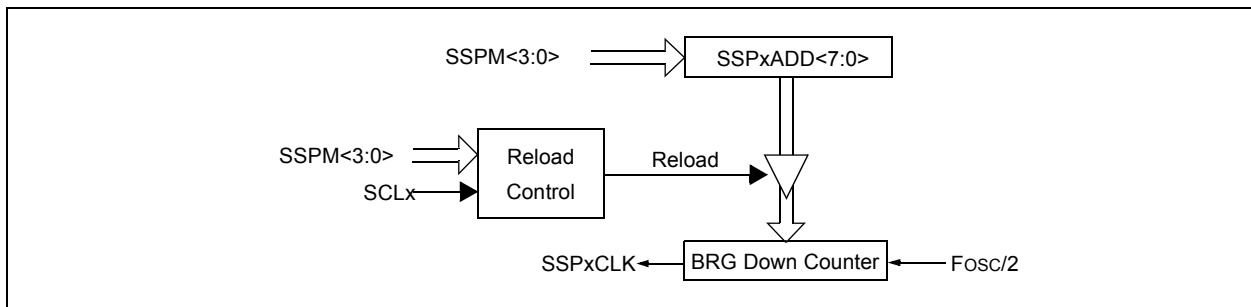 SSPM<3:0>
SSPxADD<7:0>
SSPM<3:0>
Reload
Control
Reload
SCLx
SSPxCLK
BRG Down Counter
FOSC/2